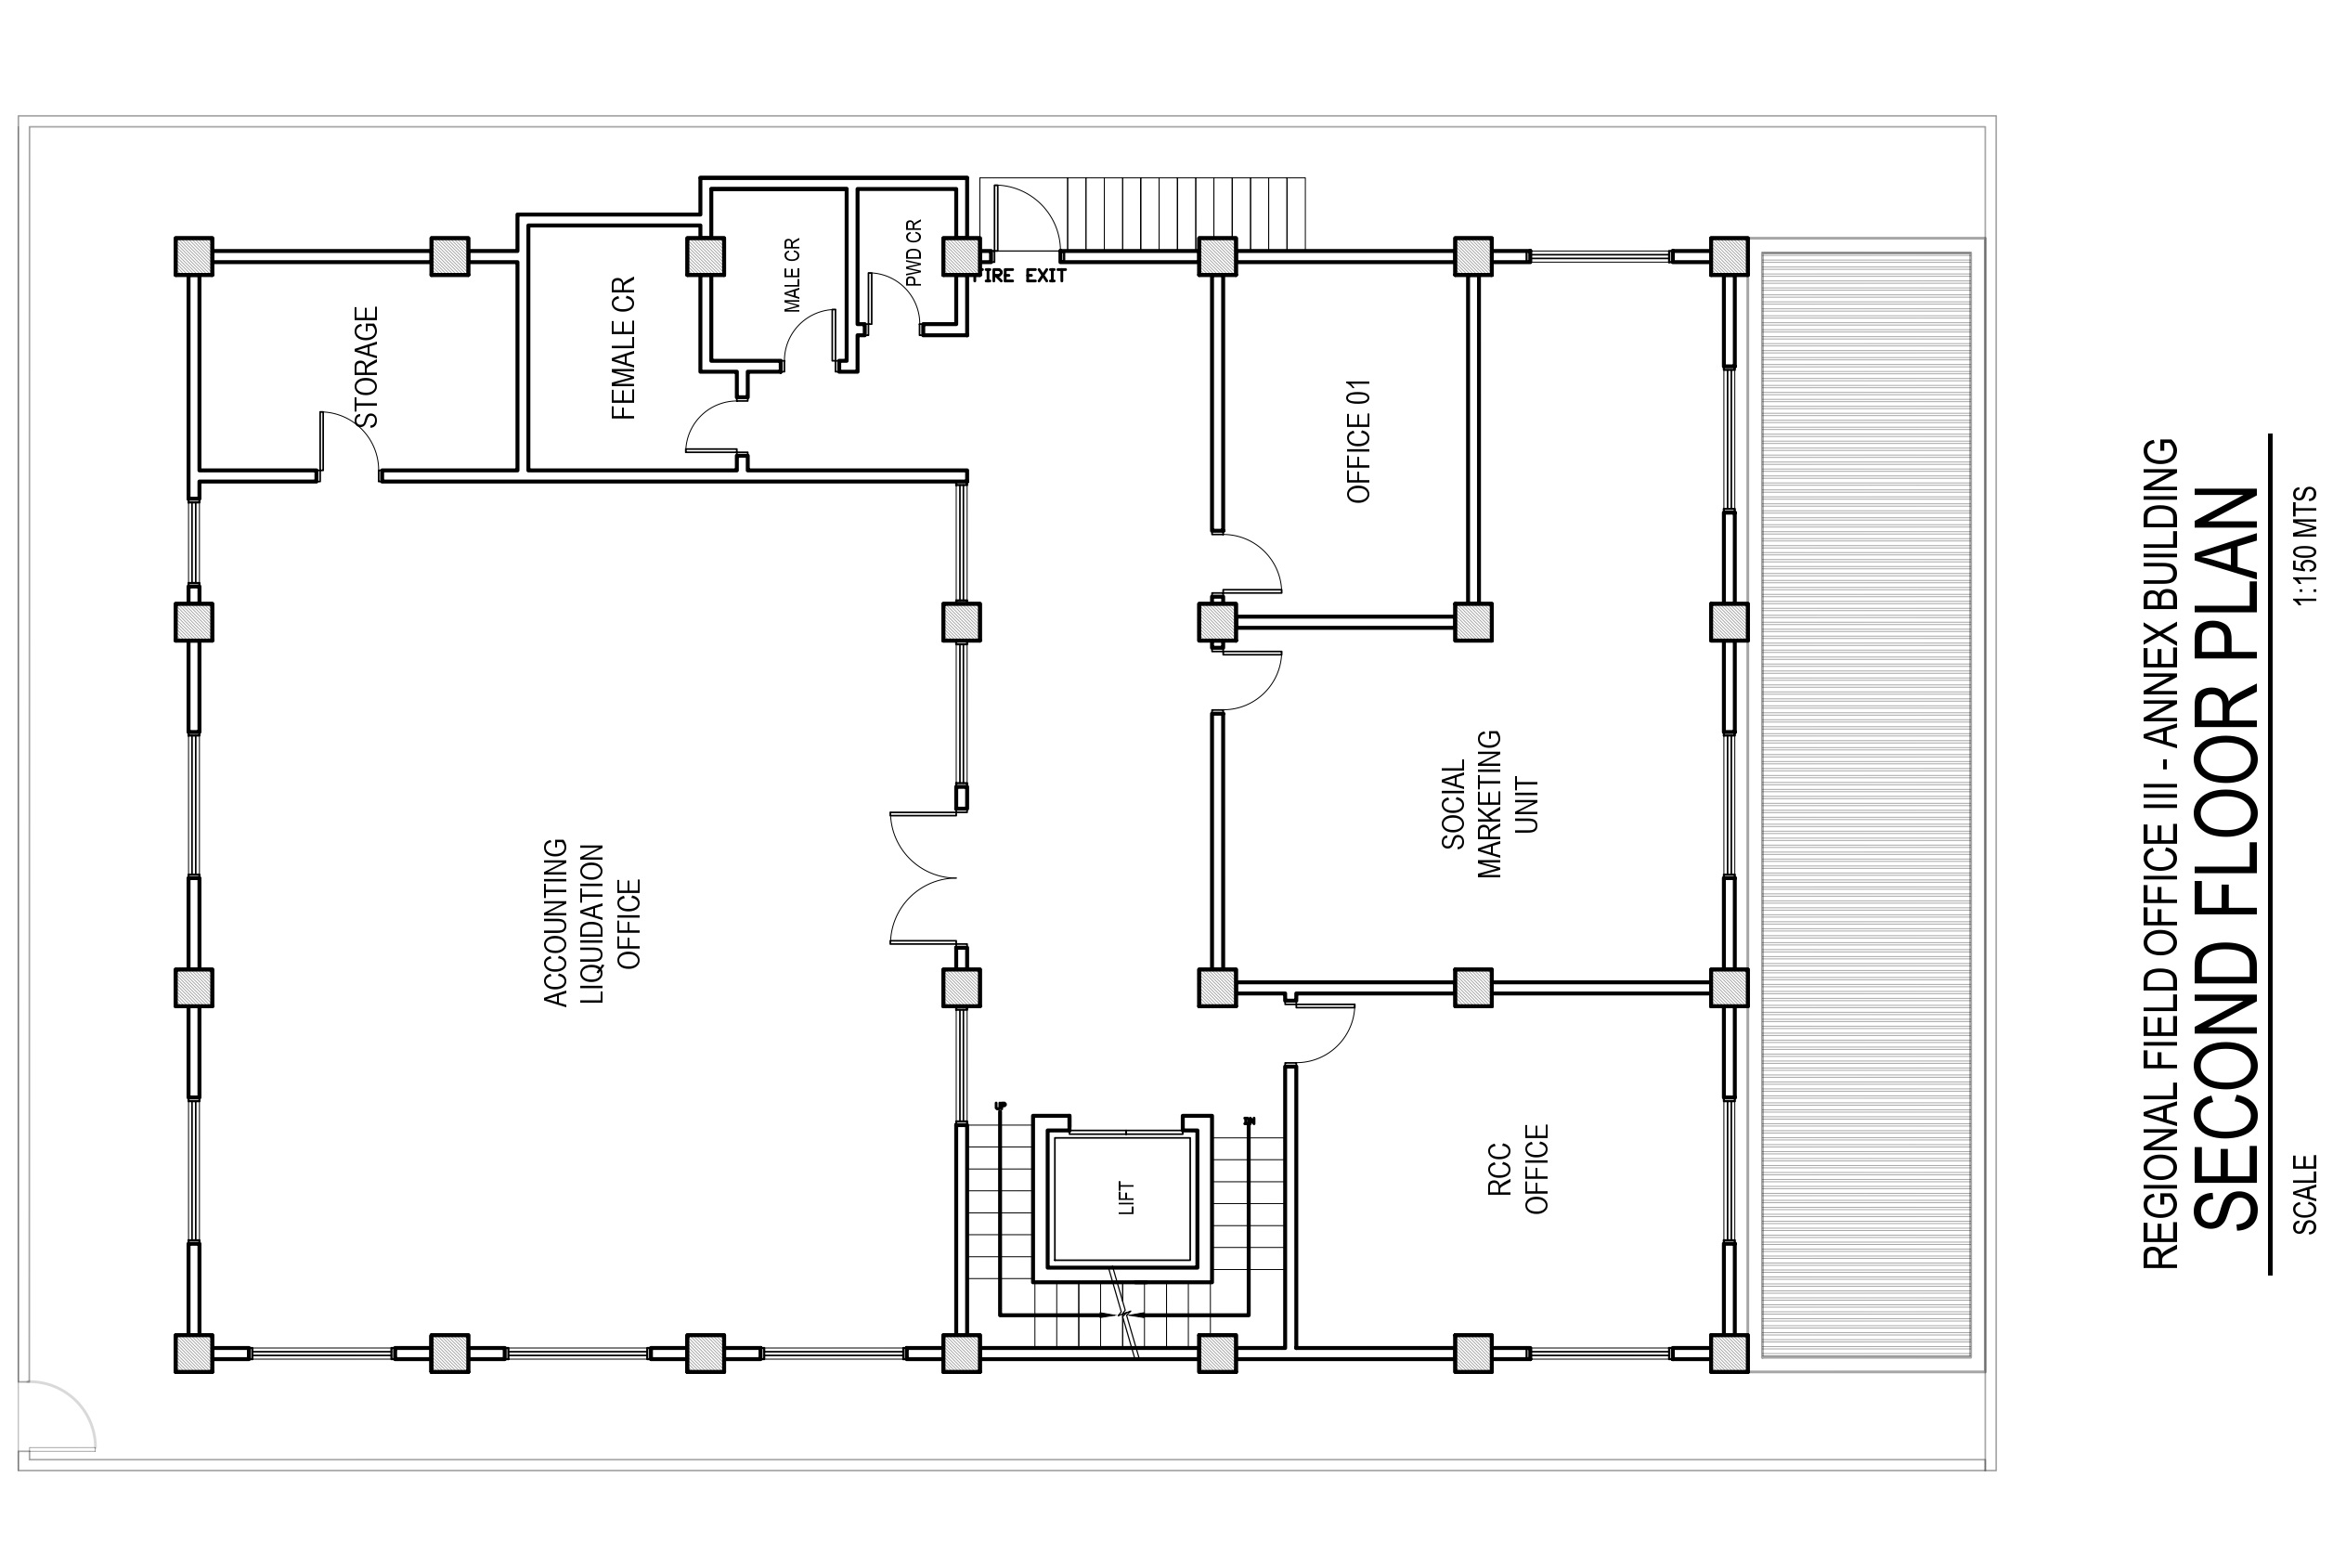 STORAGE
FEMALE CR
MALE CR
PWD CR
FIRE EXIT
OFFICE 01
ACCOUNTING
LIQUIDATION
OFFICE
SOCIAL
MARKETING
UNIT
UP
LIFT
IN
RCC
OFFICE
REGIONAL FIELD OFFICE III - ANNEX BUILDING
SECOND FLOOR PLAN
SCALE 1:150 MTS